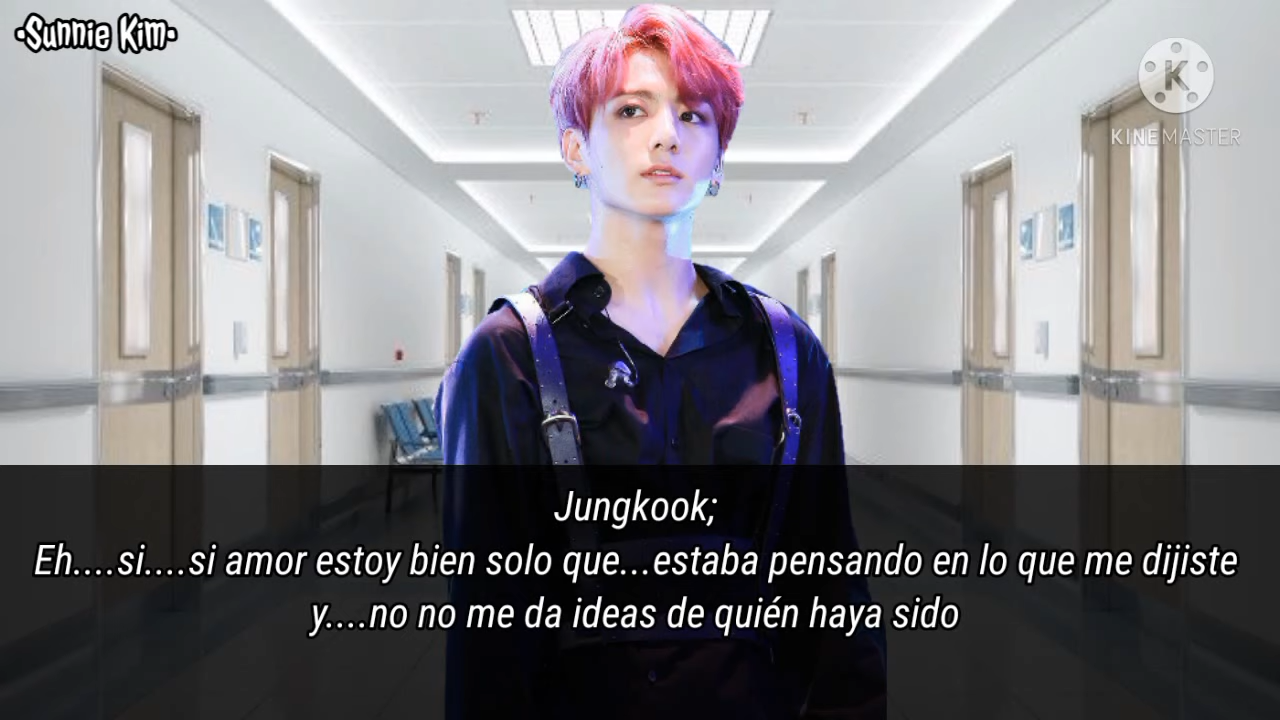 •Sunnie Kim•
KINEMASTER
Jungkook;
Eh....si....si amor estoy bien solo que...estaba pensando en lo que me dijiste
y....no no me da ideas de quién haya sido